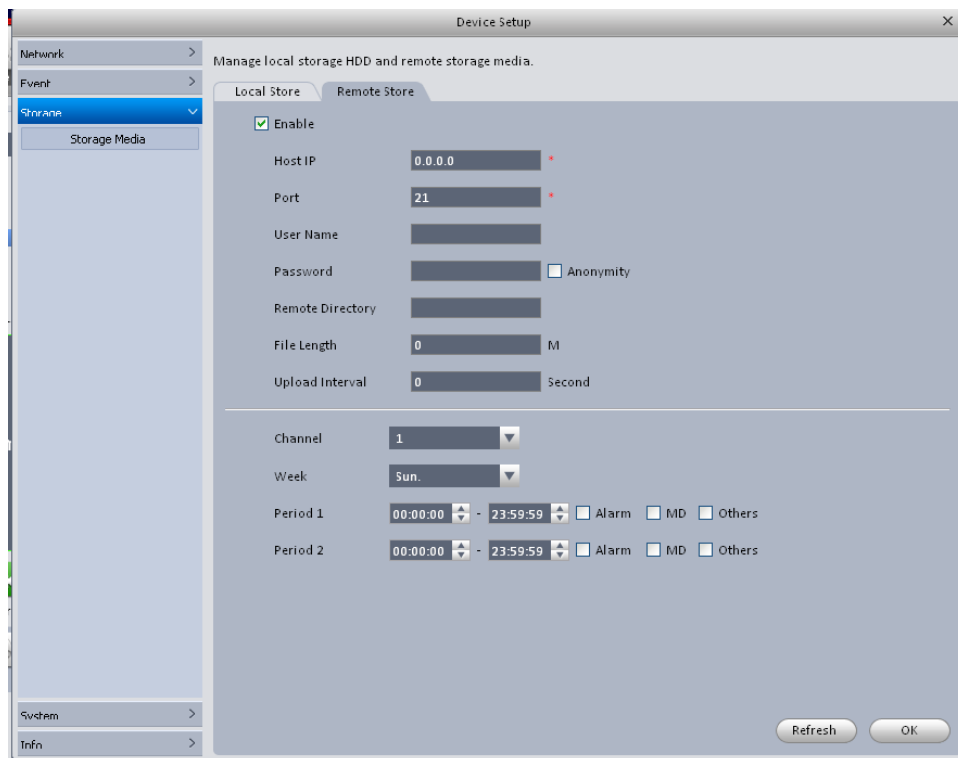 Device Setup
Network
Event
Storage
Storage Media
System
Info
Manage local storage HDD and remote storage media.
Local Store Remote Store
Enable
Host IP 0.0.0.0 *
Port 21 *
User Name
Password Anonymity
Remote Directory
File Length 0 M
Upload Interval 0 Second
Channel 1
Week Sun.
Period 1 00:00:00 - 23:59:59 Alarm MD Others
Period 2 00:00:00 - 23:59:59 Alarm MD Others
Refresh OK